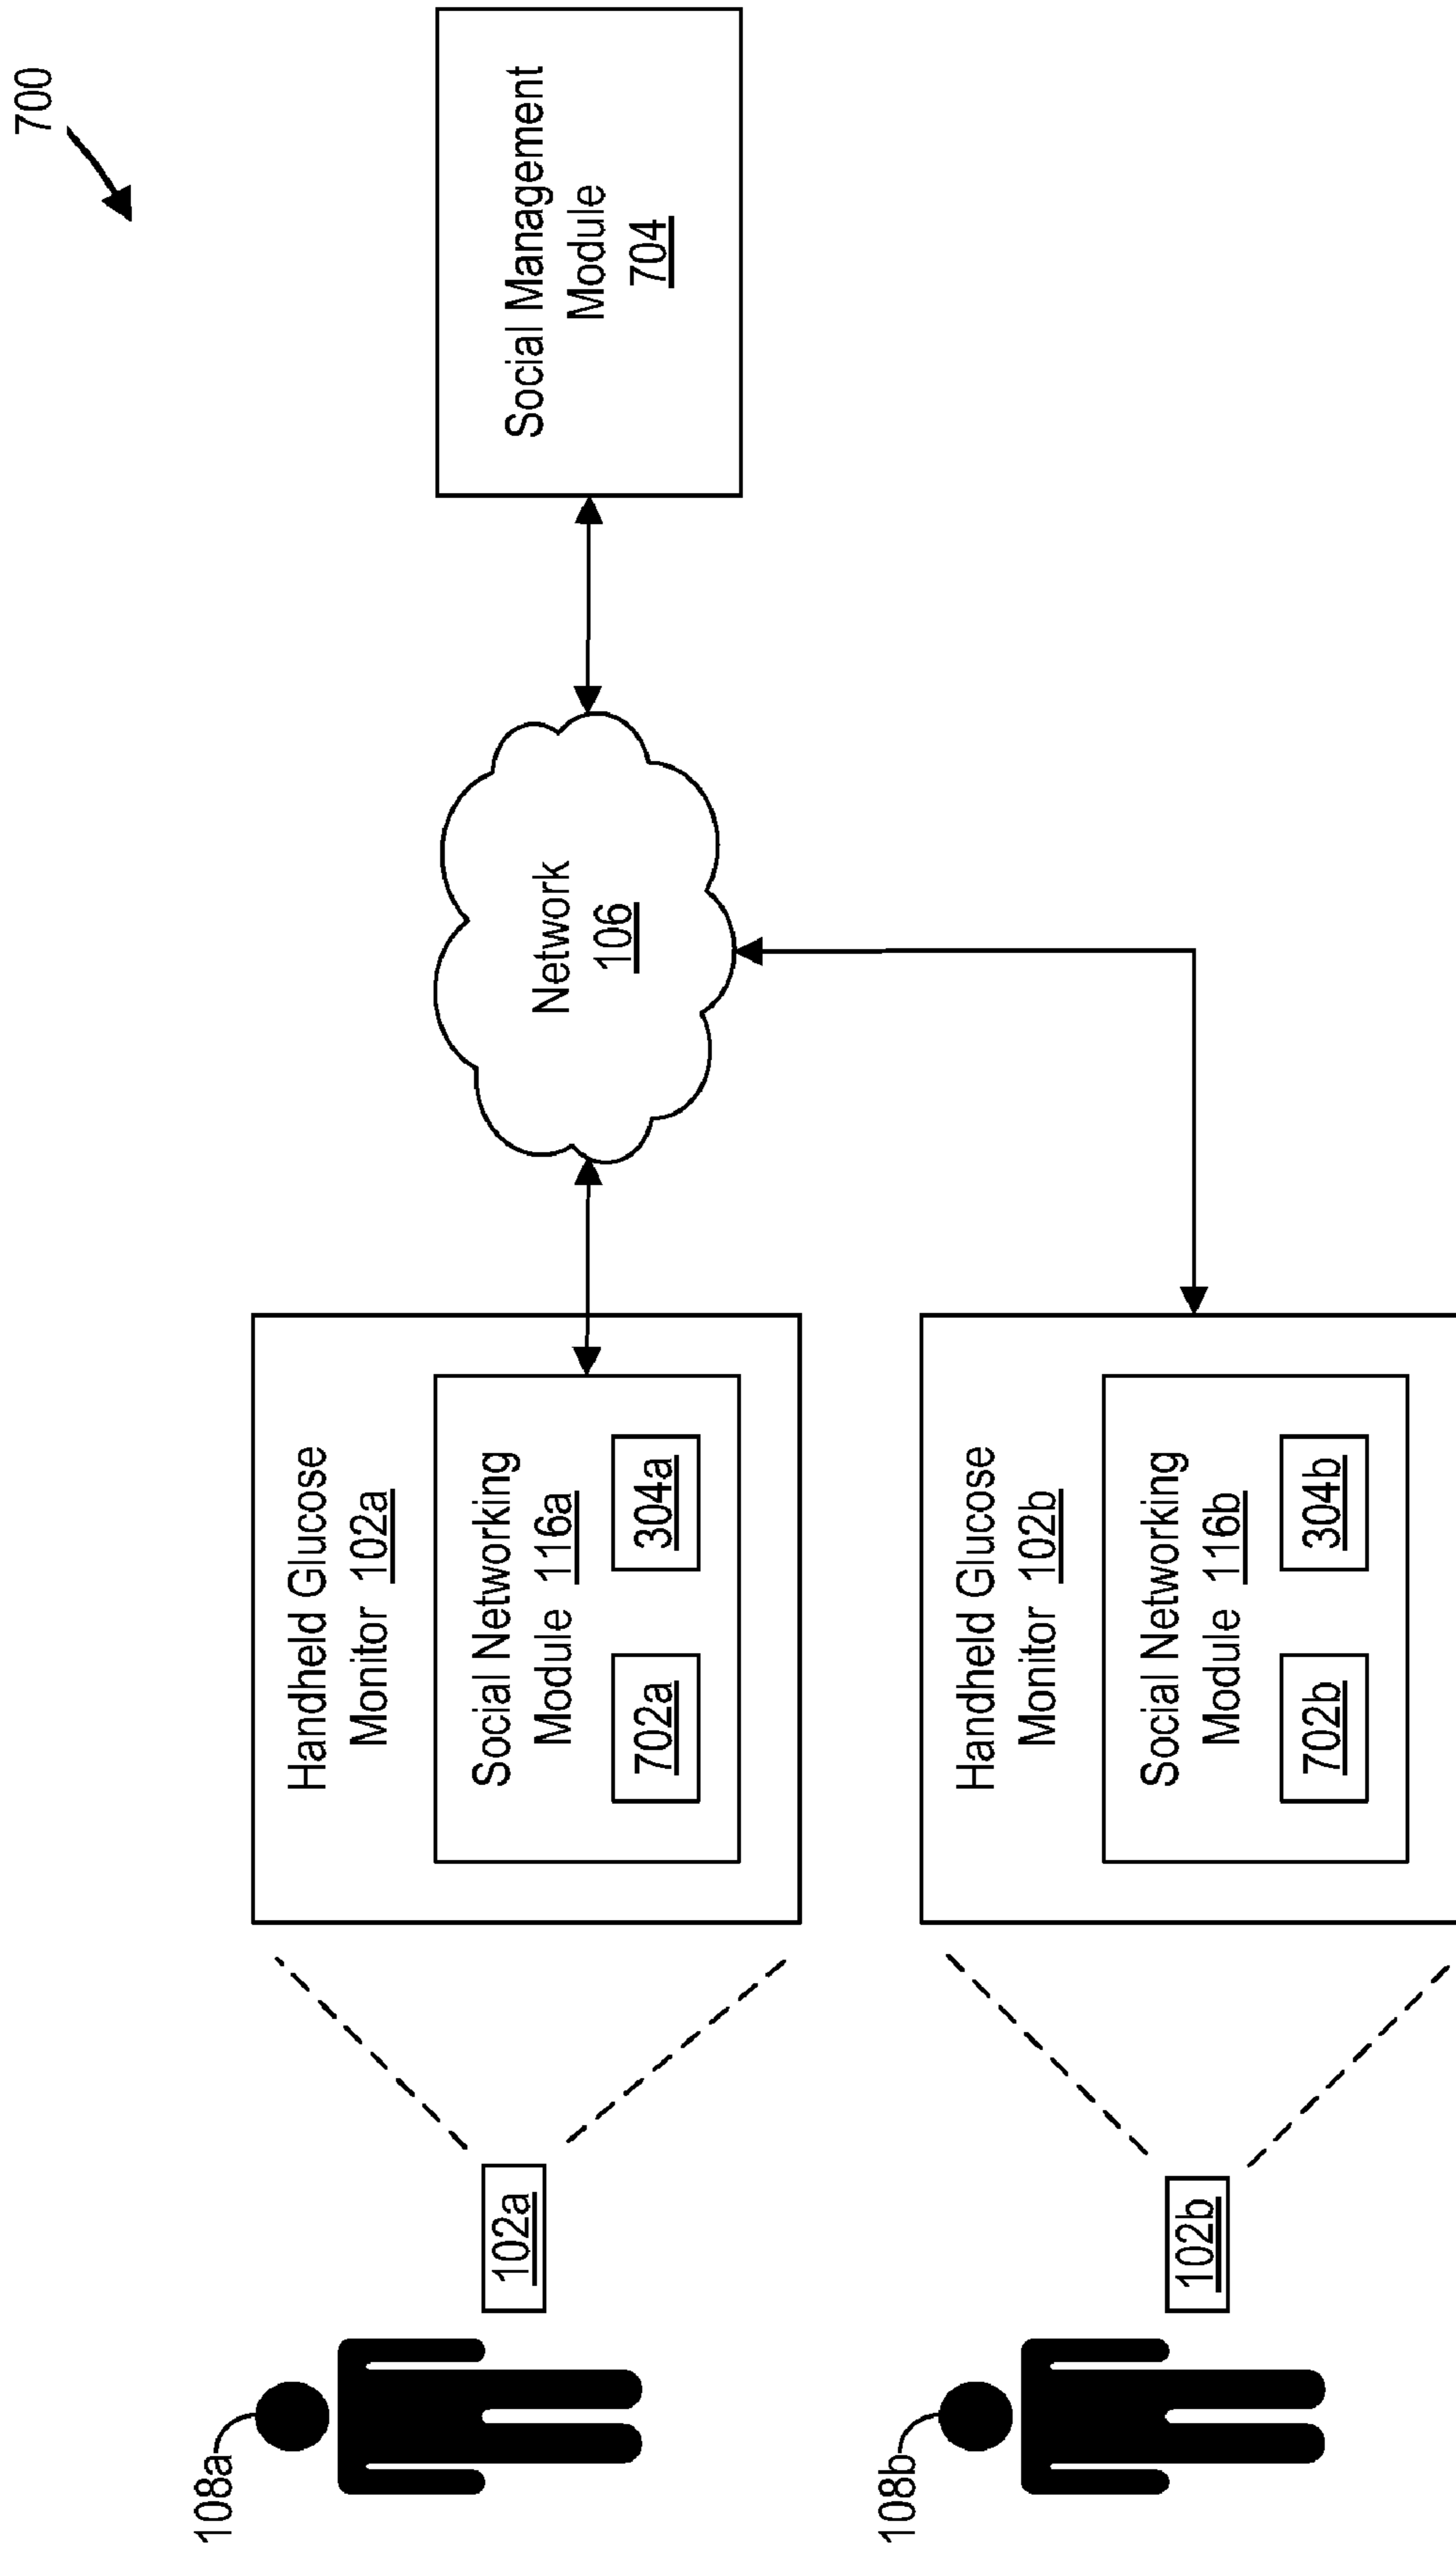 700
108a
102a
Handheld Glucose
Monitor 102a
Social Networking
Module 116a
702a
304a
Network
106
Social Management
Module
704
108b
102b
Handheld Glucose
Monitor 102b
Social Networking
Module 116b
702b
304b